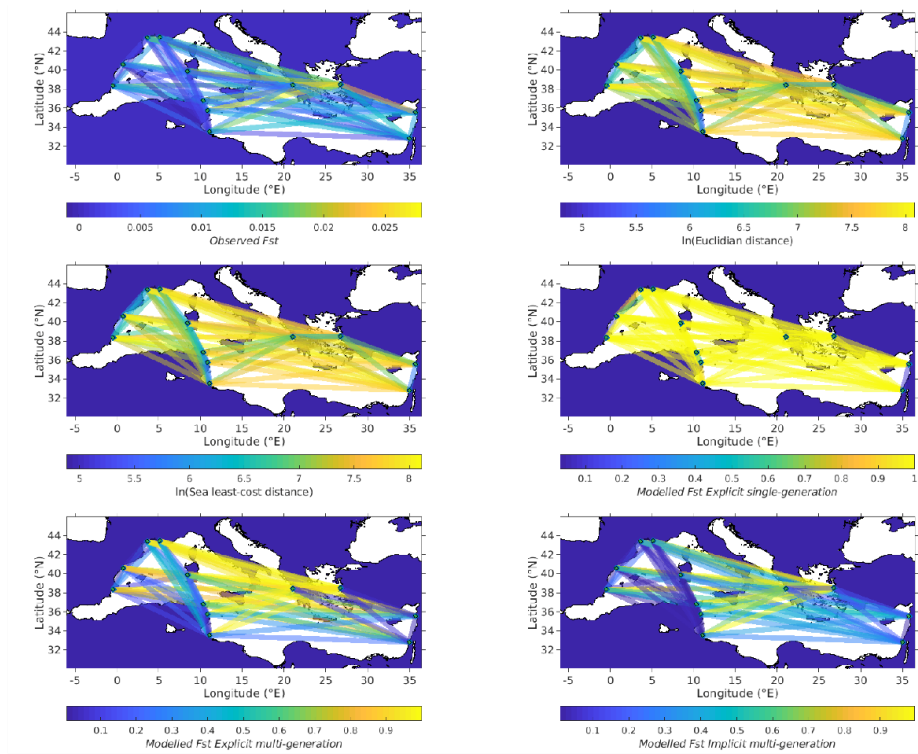 44
42
40
38
36
34
32
Latitude (°N)
-5 0 5 10 15 20 25 30 35
Longitude (°E)
0 0.005 0.01 0.015 0.02 0.025
Observed Fst
44
42
40
38
36
34
32
Latitude (°N)
-5 0 5 10 15 20 25 30 35
Longitude (°E)
5 5.5 6 6.5 7 7.5 8
ln(Euclidian distance)
44
42
40
38
36
34
32
Latitude (°N)
-5 0 5 10 15 20 25 30 35
Longitude (°E)
5 5.5 6 6.5 7 7.5 8
ln(Sea least-cost distance)
44
42
40
38
36
34
32
Latitude (°N)
-5 0 5 10 15 20 25 30 35
Longitude (°E)
0.1 0.2 0.3 0.4 0.5 0.6 0.7 0.8 0.9 1
Modelled Fst Explicit single-generation
44
42
40
38
36
34
32
Latitude (°N)
-5 0 5 10 15 20 25 30 35
Longitude (°E)
0.1 0.2 0.3 0.4 0.5 0.6 0.7 0.8 0.9
Modelled Fst Explicit multi-generation
44
42
40
38
36
34
32
Latitude (°N)
-5 0 5 10 15 20 25 30 35
Longitude (°E)
0.1 0.2 0.3 0.4 0.5 0.6 0.7 0.8 0.9
Modelled Fst Implicit multi-generation